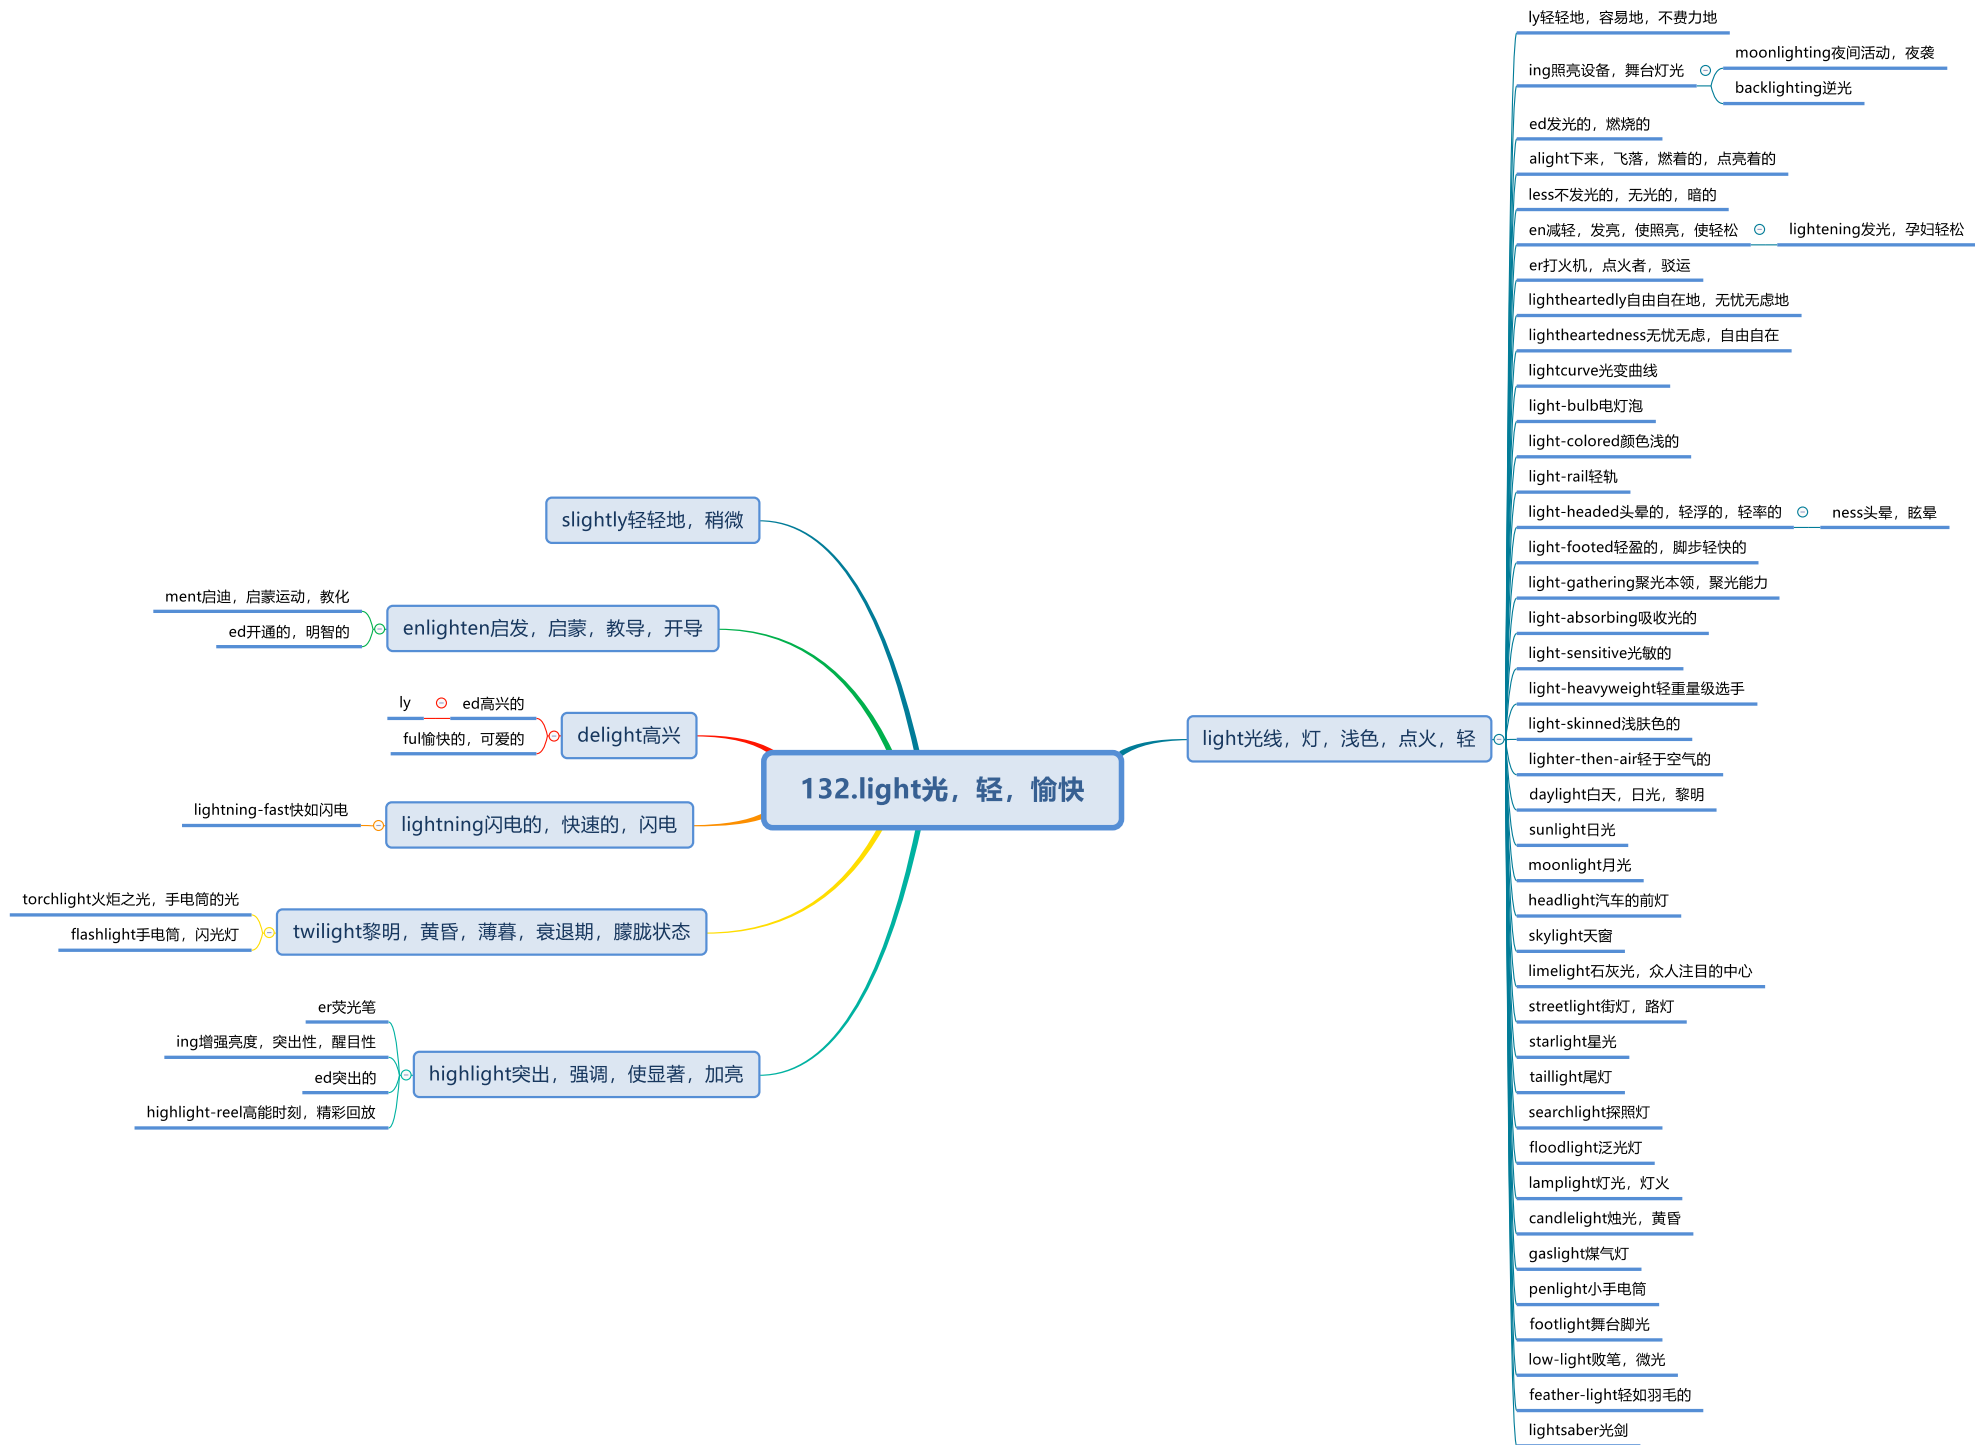 132.light光，轻，愉快
light光线，灯，浅色，点火，轻
ly轻轻地，容易地，不费力地
ing照亮设备，舞台灯光
moonlighting夜间活动，夜袭
backlighting逆光
ed发光的，燃烧的
alight下来，飞落，燃着的，点亮着的
less不发光的，无光的，暗的
en减轻，发亮，使照亮，使轻松
lightening发光，孕妇轻松
er打火机，点火者，驳运
lightheartedly自由自在地，无忧无虑地
lightheartedness无忧无虑，自由自在
lightcurve光变曲线
light-bulb电灯泡
light-colored颜色浅的
light-rail轻轨
light-headed头晕的，轻浮的，轻率的
ness头晕，眩晕
light-footed轻盈的，脚步轻快的
light-gathering聚光本领，聚光能力
light-absorbing吸收光的
light-sensitive光敏的
light-heavyweight轻重量级选手
light-skinned浅肤色的
lighter-then-air轻于空气的
daylight白天，日光，黎明
sunlight日光
moonlight月光
headlight汽车的前灯
skylight天窗
limelight石灰光，众人注目的中心
streetlight街灯，路灯
starlight星光
taillight尾灯
searchlight探照灯
floodlight泛光灯
lamplight灯光，灯火
candlelight烛光，黄昏
gaslight煤气灯
penlight小手电筒
footlight舞台脚光
low-light败笔，微光
feather-light轻如羽毛的
lightsaber光剑
slightly轻轻地，稍微
enlighten启发，启蒙，教导，开导
ment启迪，启蒙运动，教化
ed开通的，明智的
delight高兴
ed高兴的
ly
ful愉快的，可爱的
lightning闪电的，快速的，闪电
lightning-fast快如闪电
twilight黎明，黄昏，薄暮，衰退期，朦胧状态
torchlight火炬之光，手电筒的光
flashlight手电筒，闪光灯
highlight突出，强调，使显著，加亮
er荧光笔
ing增强亮度，突出性，醒目性
ed突出的
highlight-reel高能时刻，精彩回放